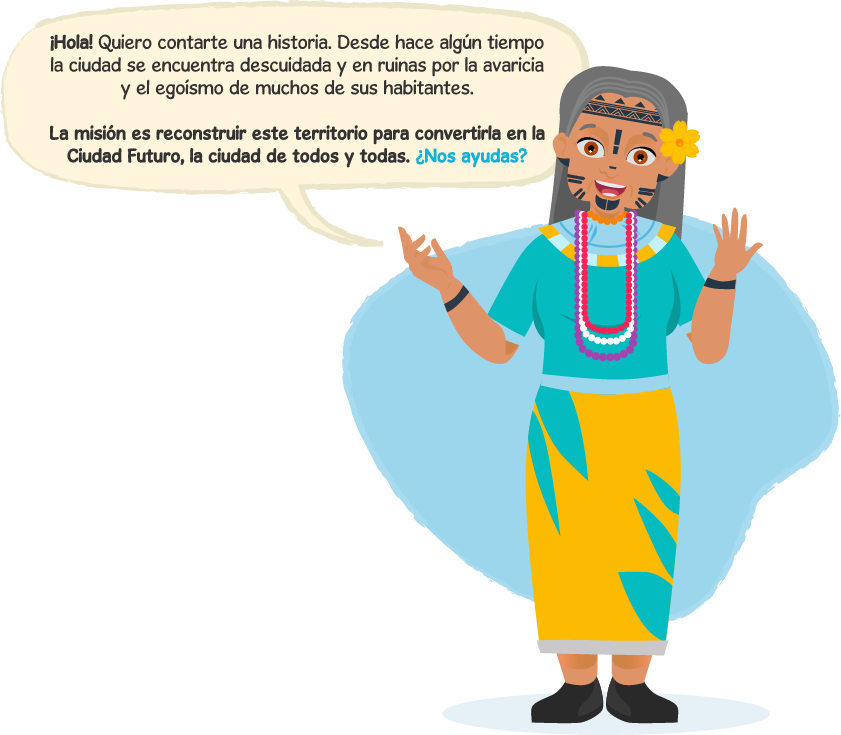 ¡Hola! Quiero contarte una historia. Desde hace algún tiempo
la ciudad se encuentra descuidada y en ruinas por la avaricia
y el egoísmo de muchos de sus habitantes.
La misión es reconstruir este territorio para convertirla en la
Ciudad Futuro, la ciudad de todos y todas. ¿Nos ayudas?